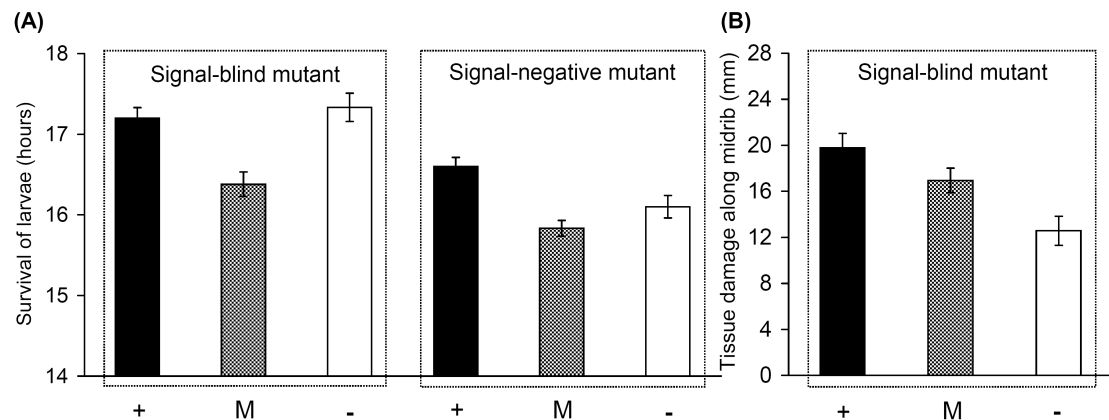 (A)
Survival of larvae (hours)
18
17
16
15
14
Signal-blind mutant
Signal-negative mutant
+ M - + M -
(B)
Tissue damage along midrib (mm)
28
24
20
16
12
8
4
0
Signal-blind mutant
+ M -